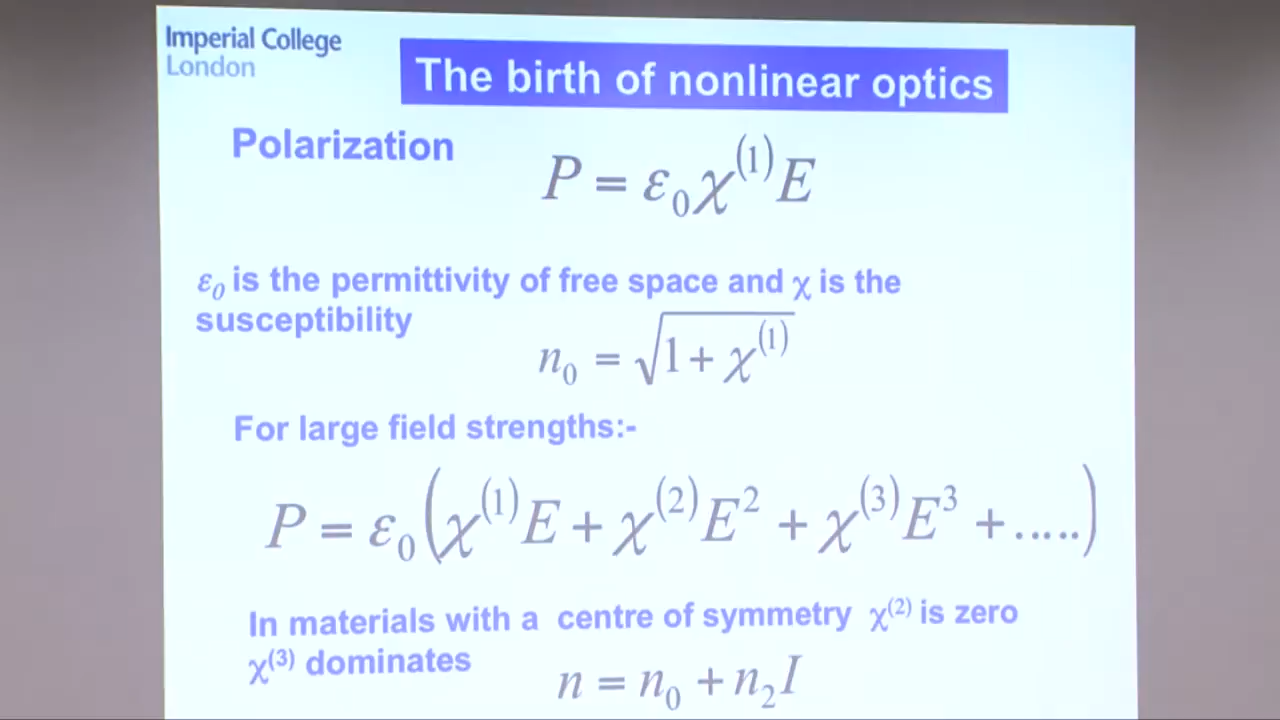 Imperial College
London
The birth of nonlinear optics
Polarization
P = ε₀χ⁽¹⁾E
ε₀ is the permittivity of free space and χ is the
susceptibility
n₀ = √(1 + χ⁽¹⁾)
For large field strengths:-
P = ε₀(χ⁽¹⁾E + χ⁽²⁾E² + χ⁽³⁾E³ + .....)
In materials with a centre of symmetry χ⁽²⁾ is zero
χ⁽³⁾ dominates
n = n₀ + n₂I